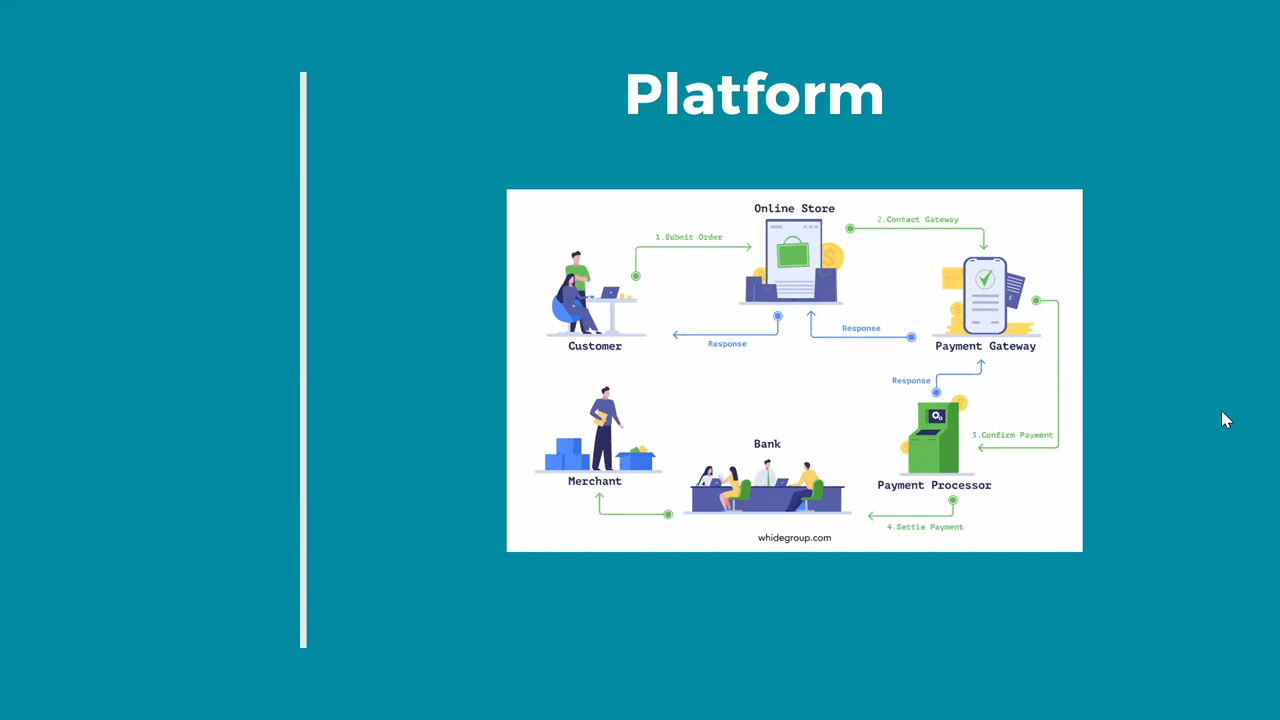 Platform
Online Store
2.Contact Gateway
1.Submit Order
Response
Response
Customer
Payment Gateway
Response
3.Confirm Payment
Bank
Merchant
Payment Processor
4.Settle Payment
whidegroup.com